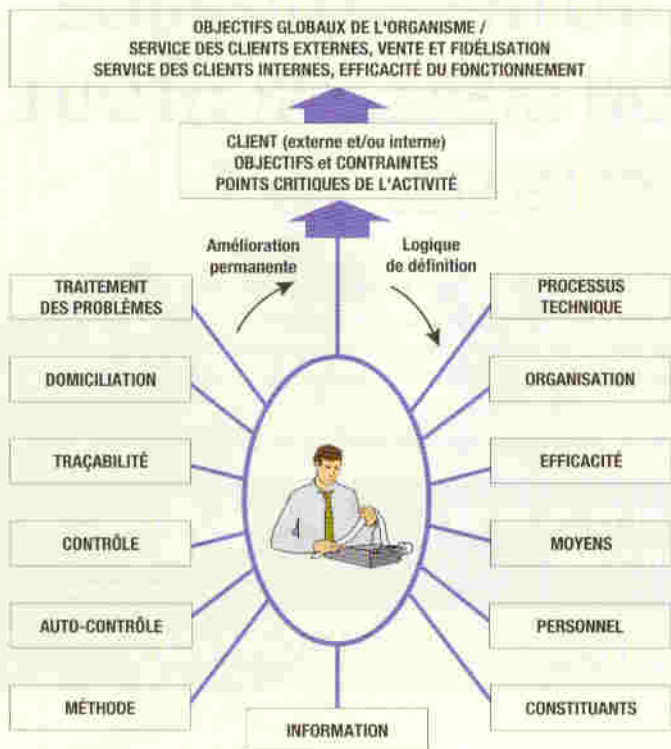 OBJECTIFS GLOBAUX DE L'ORGANISME /
SERVICE DES CLIENTS EXTERNES, VENTE ET FIDÉLISATION
SERVICE DES CLIENTS INTERNES, EFFICACITÉ DU FONCTIONNEMENT
CLIENT (externe et/ou interne)
OBJECTIFS et CONTRAINTES
POINTS CRITIQUES DE L'ACTIVITÉ
Amélioration
permanente
Logique
de définition
TRAITEMENT
DES PROBLÈMES
PROCESSUS
TECHNIQUE
DOMICILIATION
ORGANISATION
TRAÇABILITÉ
EFFICACITÉ
CONTRÔLE
MOYENS
AUTO-CONTRÔLE
PERSONNEL
MÉTHODE
CONSTITUANTS
INFORMATION